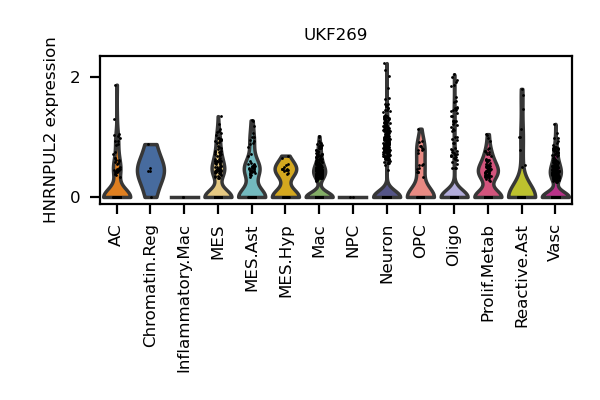 UKF269
HNRNPUL2 expression
2
0
AC
Chromatin.Reg
Inflammatory.Mac
MES
MES.Ast
MES.Hyp
Mac
NPC
Neuron
OPC
Oligo
Prolif.Metab
Reactive.Ast
Vasc